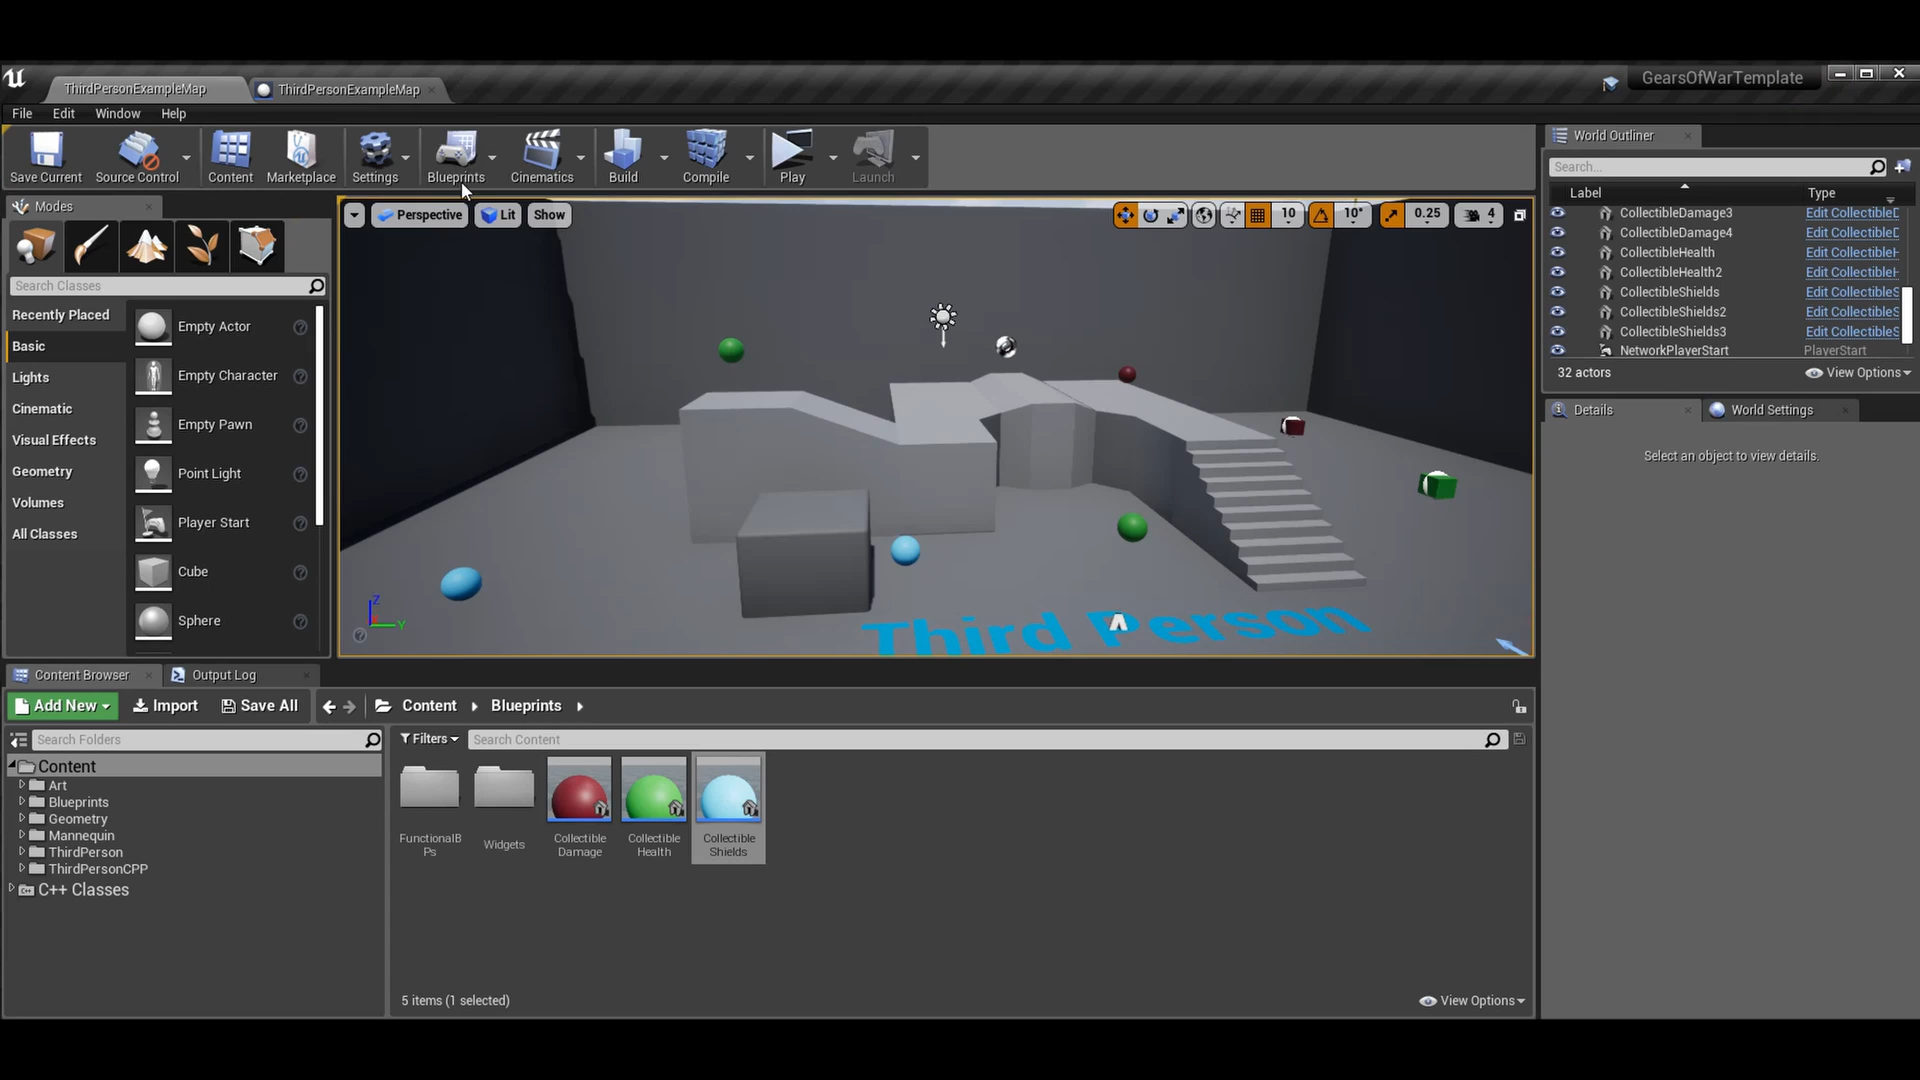 ThirdPersonExampleMap
ThirdPersonExampleMap
GearsOfWarTemplate
File Edit Window Help
Save Current Source Control Content Marketplace Settings Blueprints Cinematics Build Compile Play Launch
Modes
Search Classes
Recently Placed
Basic
Lights
Cinematic
Visual Effects
Geometry
Volumes
All Classes
Empty Actor
Empty Character
Empty Pawn
Point Light
Player Start
Cube
Sphere
Perspective Lit Show
10 10° 0.25 4
Z
Y
Third Person
World Outliner
Search...
Label Type
CollectibleDamage3 Edit CollectibleD
CollectibleDamage4 Edit CollectibleD
CollectibleHealth Edit CollectibleH
CollectibleHealth2 Edit CollectibleH
CollectibleShields Edit CollectibleS
CollectibleShields2 Edit CollectibleS
CollectibleShields3 Edit CollectibleS
NetworkPlayerStart PlayerStart
32 actors View Options
Details World Settings
Select an object to view details.
Content Browser Output Log
Add New Import Save All Content Blueprints
Search Folders
Content
Art
Blueprints
Geometry
Mannequin
ThirdPerson
ThirdPersonCPP
C++ Classes
Filters Search Content
FunctionalB
Ps
Widgets
Collectible
Damage
Collectible
Health
Collectible
Shields
5 items (1 selected) View Options